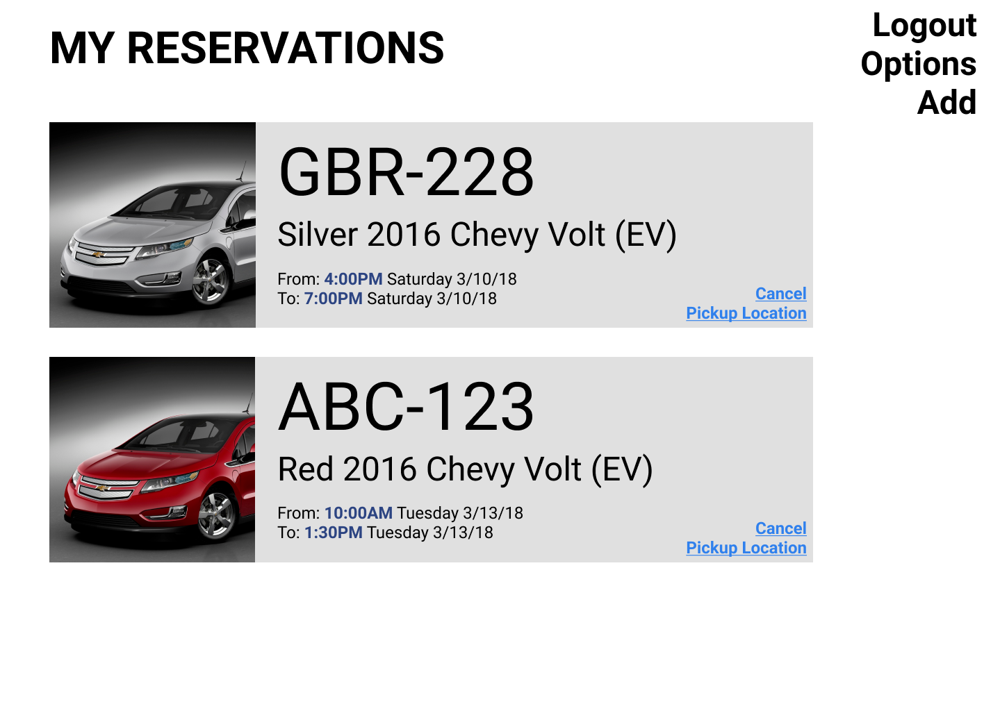 MY RESERVATIONS
Logout
Options
Add
GBR-228
Silver 2016 Chevy Volt (EV)
From: 4:00PM Saturday 3/10/18
To: 7:00PM Saturday 3/10/18
Cancel
Pickup Location
ABC-123
Red 2016 Chevy Volt (EV)
From: 10:00AM Tuesday 3/13/18
To: 1:30PM Tuesday 3/13/18
Cancel
Pickup Location